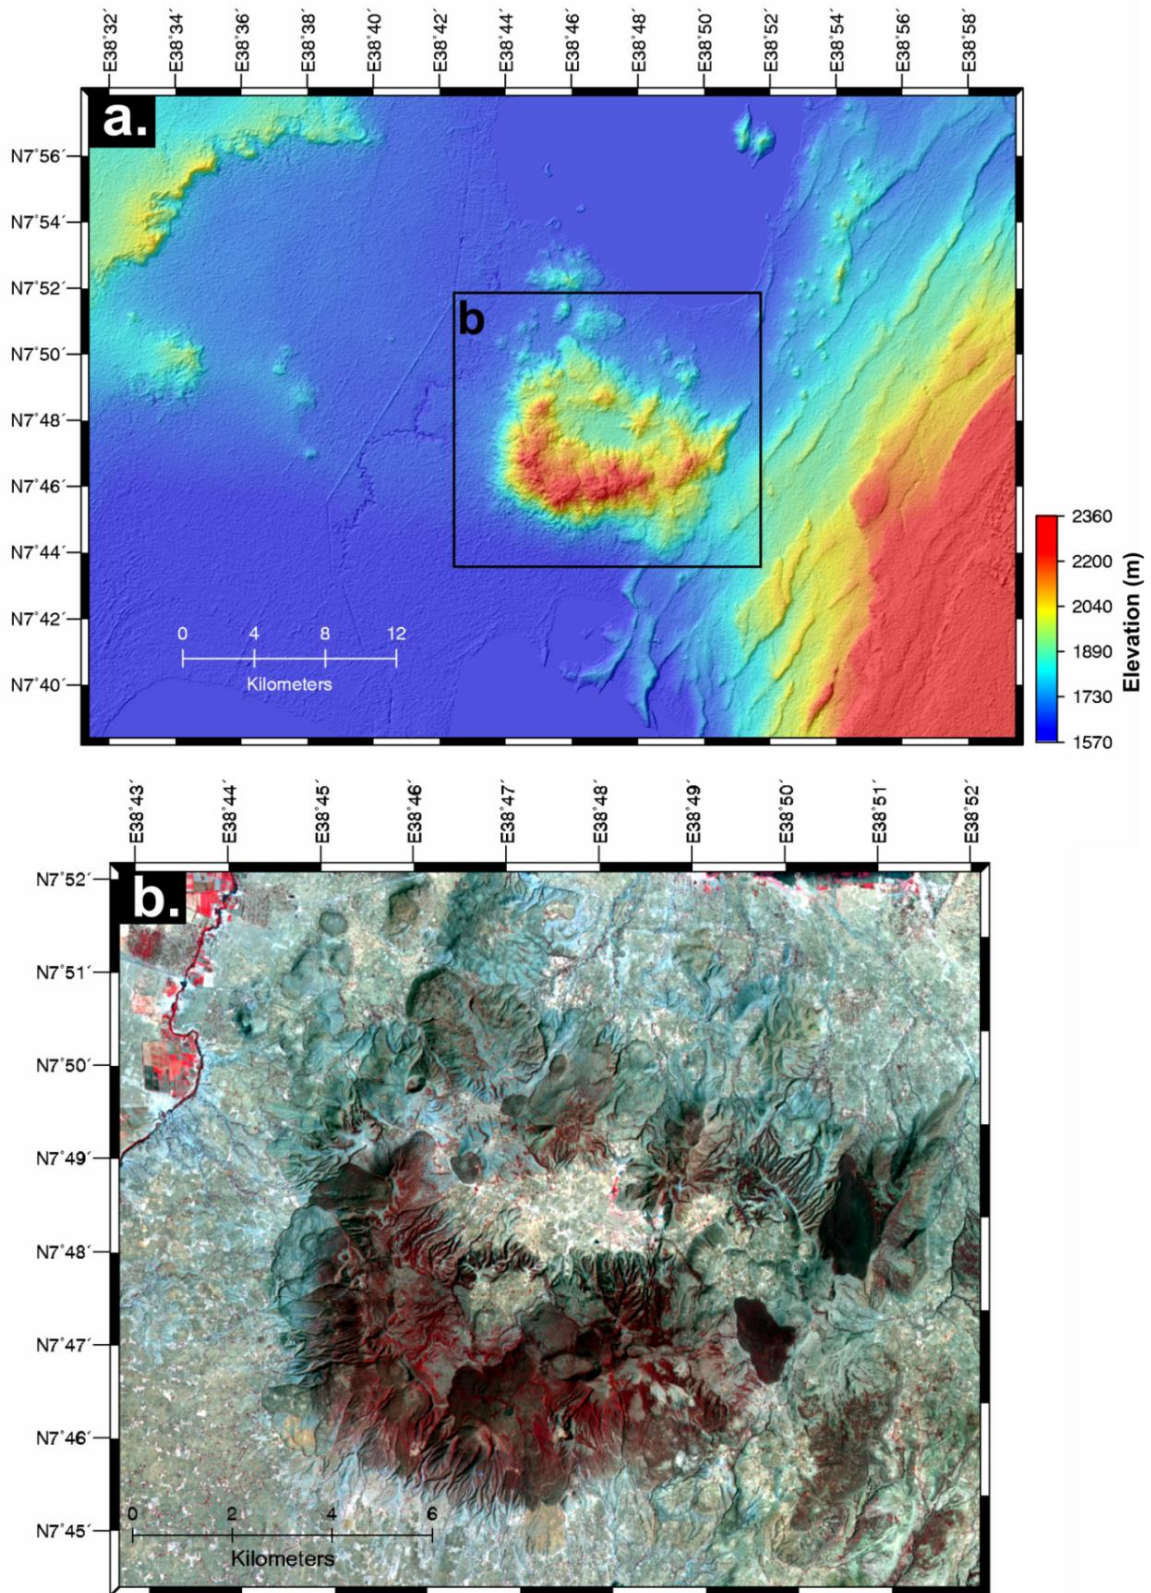 E38°32′ E38°34′ E38°36′ E38°38′ E38°40′ E38°42′ E38°44′ E38°46′ E38°48′ E38°50′ E38°52′ E38°54′ E38°56′ E38°58′
a.
N7°56′
N7°54′
N7°52′
b
N7°50′
N7°48′
N7°46′
N7°44′
N7°42′
N7°40′
0 4 8 12
Kilometers
2360
2200
2040
1890
1730
1570
Elevation (m)
E38°43′ E38°44′ E38°45′ E38°46′ E38°47′ E38°48′ E38°49′ E38°50′ E38°51′ E38°52′
b.
N7°52′
N7°51′
N7°50′
N7°49′
N7°48′
N7°47′
N7°46′
N7°45′
0 2 4 6
Kilometers